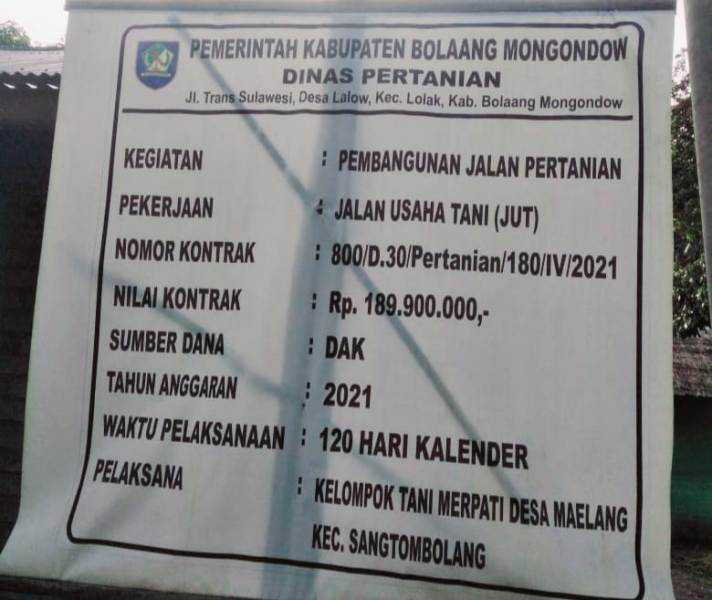 PEMERINTAH KABUPATEN BOLAANG MONGONDOW
DINAS PERTANIAN
Jl. Trans Sulawesi, Desa Lalow, Kec. Lolak, Kab. Bolaang Mongondow
KEGIATAN : PEMBANGUNAN JALAN PERTANIAN
PEKERJAAN : JALAN USAHA TANI (JUT)
NOMOR KONTRAK : 800/D.30/Pertanian/180/IV/2021
NILAI KONTRAK : Rp. 189.900.000,-
SUMBER DANA : DAK
TAHUN ANGGARAN : 2021
WAKTU PELAKSANAAN : 120 HARI KALENDER
PELAKSANA : KELOMPOK TANI MERPATI DESA MAELANG
KEC. SANGTOMBOLANG